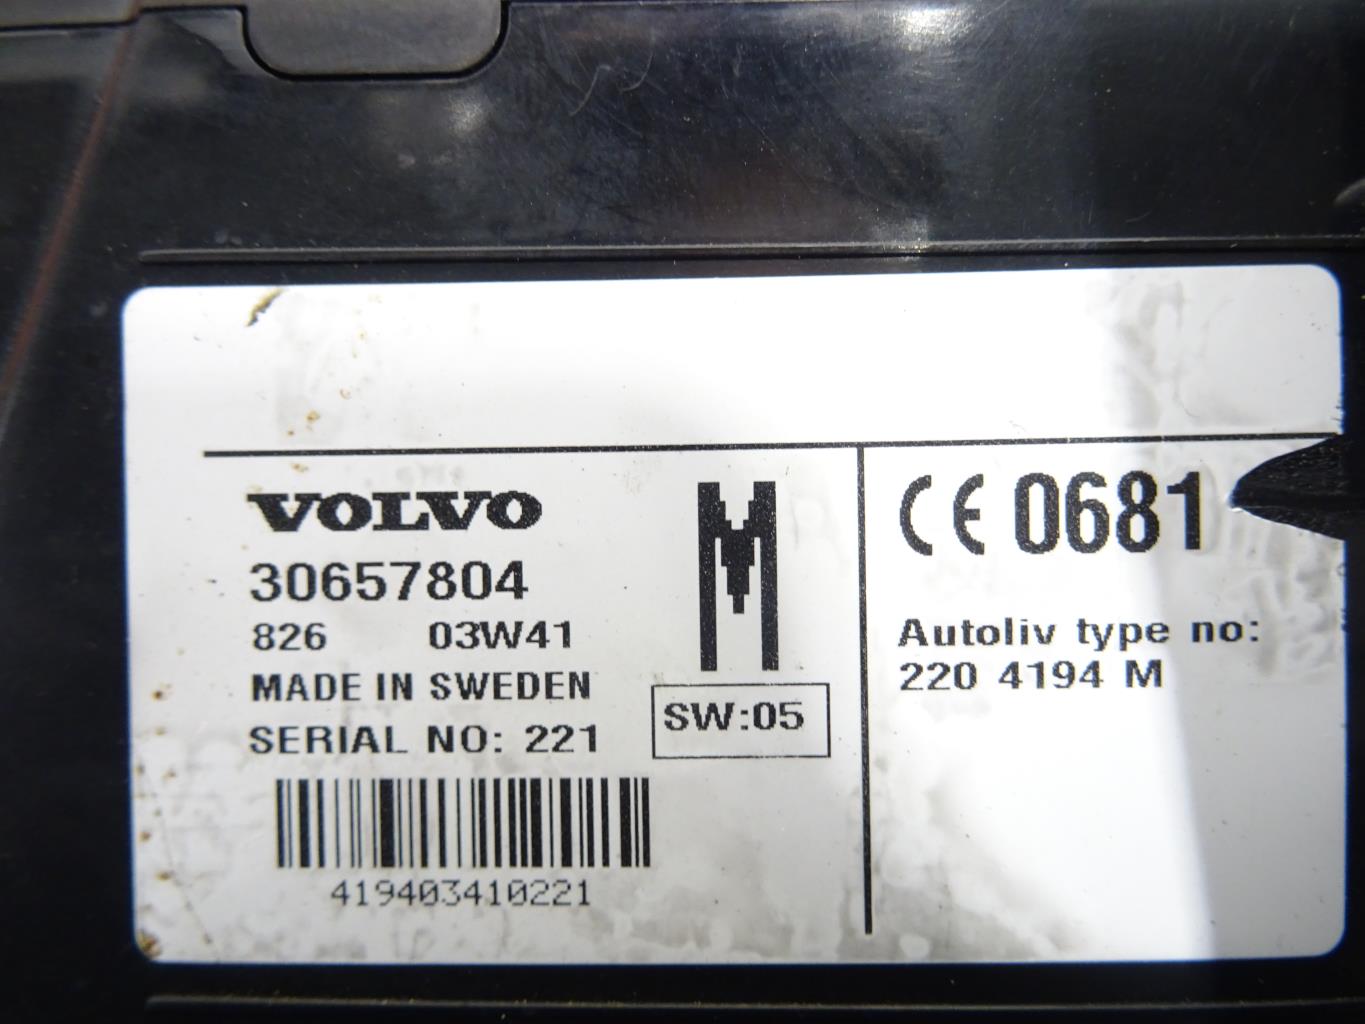 VOLVO
30657804
826 03W41
MADE IN SWEDEN
SERIAL NO: 221
SW:05
419403410221
CE 0681
Autoliv type no:
220 4194 M